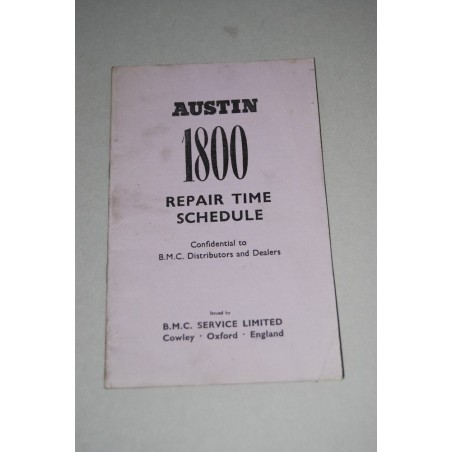 AUSTIN
1800
REPAIR TIME
SCHEDULE
Confidential to
B.M.C. Distributors and Dealers
Issued by
B.M.C. SERVICE LIMITED
Cowley · Oxford · England